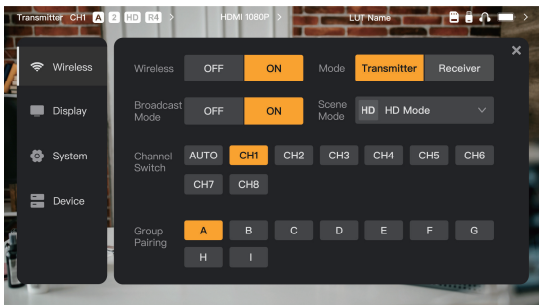 Transmitter CH1 A 2 HD R4 > HDMI 1080P > LUT Name >
Wireless
Display
System
Device
Wireless OFF ON Mode Transmitter Receiver
Broadcast Mode OFF ON Scene Mode HD HD Mode
Channel Switch AUTO CH1 CH2 CH3 CH4 CH5 CH6
CH7 CH8
Group Pairing A B C D E F G
H I